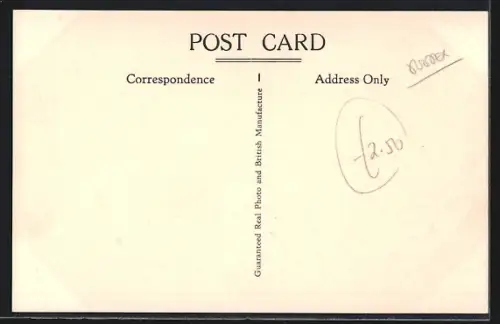 POST CARD
Correspondence
Address Only
Guaranteed Real Photo and British Manufacture
£2.50